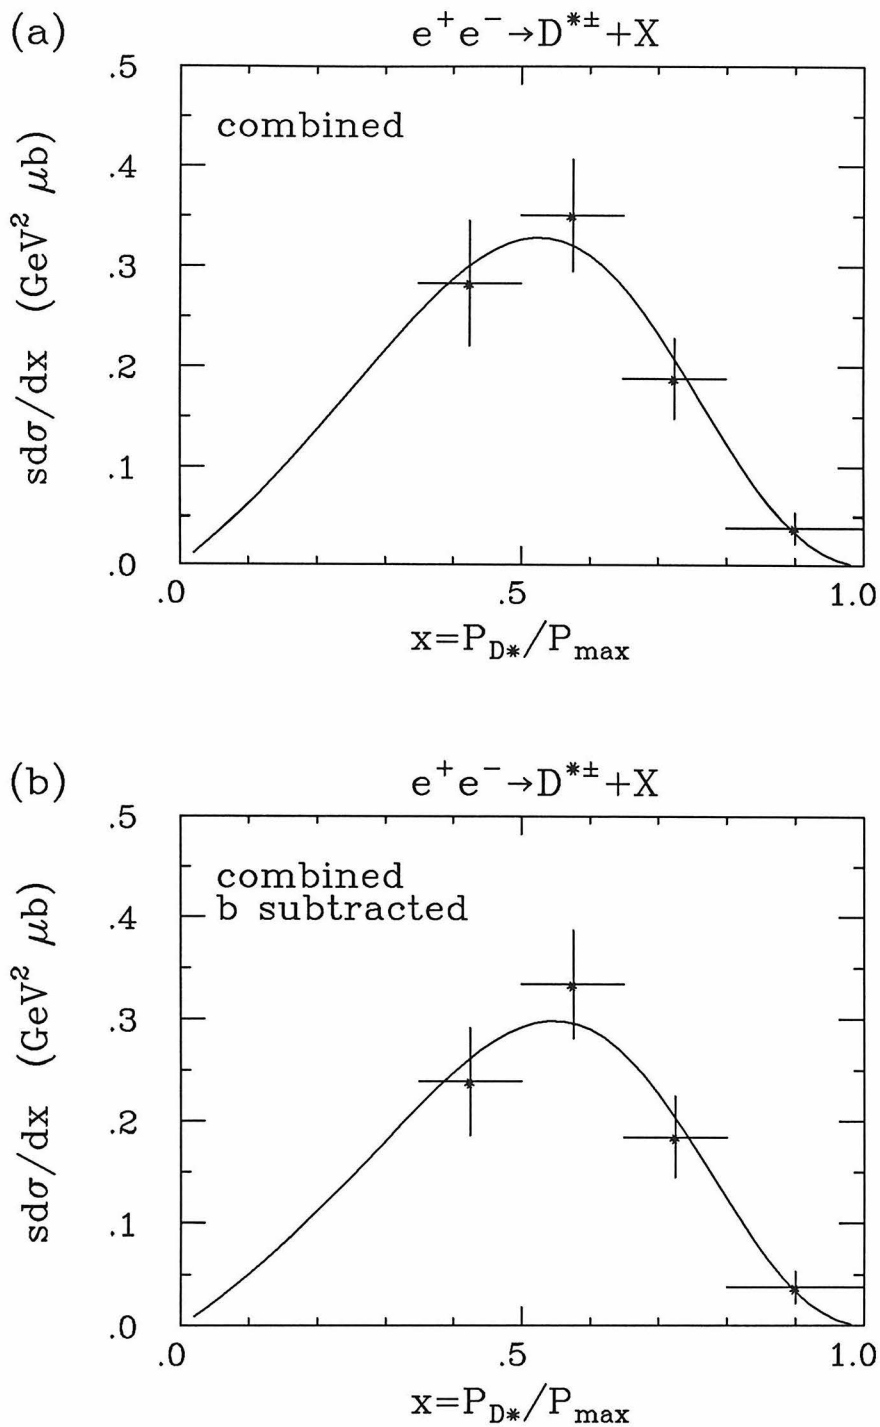 (a)
e⁺e⁻→D*±+X
combined
.5
.4
.3
.2
.1
.0
sdσ/dx (GeV² μb)
.0 .5 1.0
x=P_D*/P_max
(b)
e⁺e⁻→D*±+X
combined
b subtracted
.5
.4
.3
.2
.1
.0
sdσ/dx (GeV² μb)
.0 .5 1.0
x=P_D*/P_max